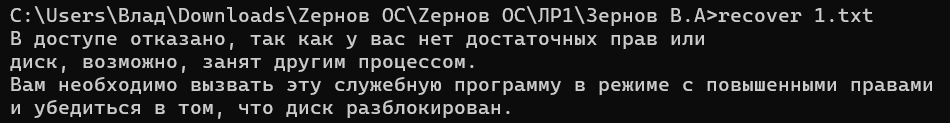 C:\Users\Влад\Downloads\Zернов ОС\Zернов ОС\ЛР1\Зернов В.А>recover 1.txt
В доступе отказано, так как у вас нет достаточных прав или
диск, возможно, занят другим процессом.
Вам необходимо вызвать эту служебную программу в режиме с повышенными правами
и убедиться в том, что диск разблокирован.